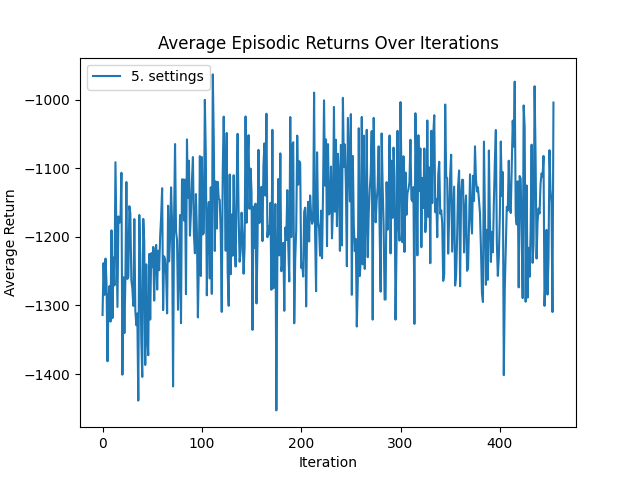 Average Episodic Returns Over Iterations
5. settings
−1000
−1100
−1200
−1300
−1400
Average Return
0 100 200 300 400
Iteration